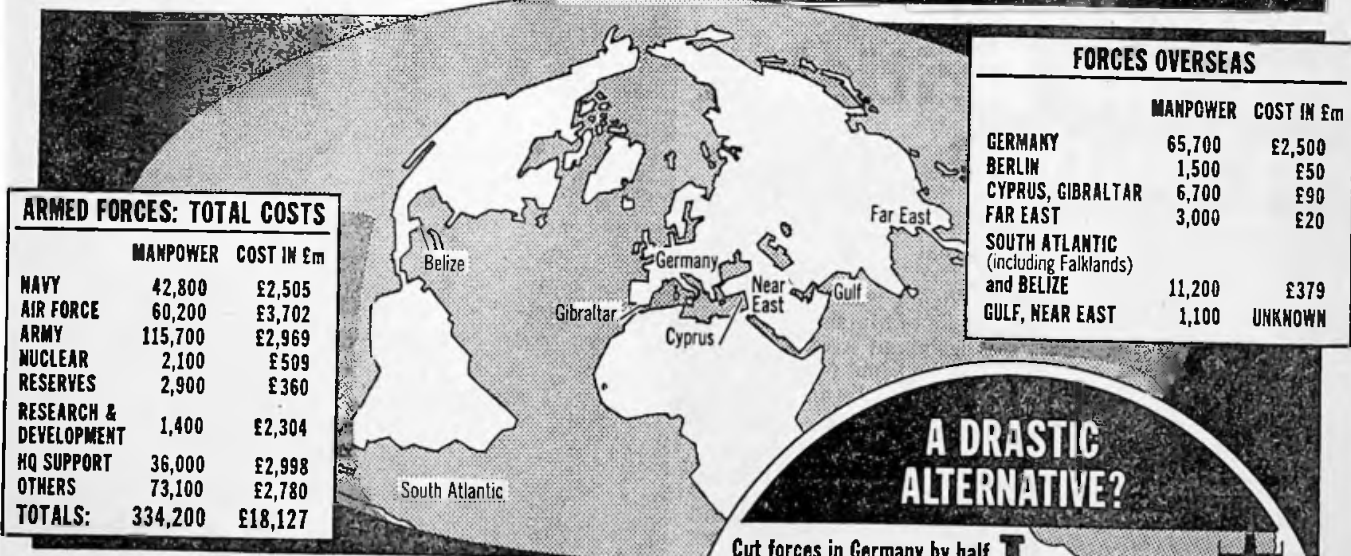 ARMED FORCES: TOTAL COSTS
MANPOWER COST IN £m
NAVY 42,800 £2,505
AIR FORCE 60,200 £3,702
ARMY 115,700 £2,969
NUCLEAR 2,100 £509
RESERVES 2,900 £360
RESEARCH &
DEVELOPMENT 1,400 £2,304
HQ SUPPORT 36,000 £2,998
OTHERS 73,100 £2,780
TOTALS: 334,200 £18,127
Belize
Gibraltar
Germany
Cyprus
Near
East
Gulf
Far East
South Atlantic
FORCES OVERSEAS
MANPOWER COST IN £m
GERMANY 65,700 £2,500
BERLIN 1,500 £50
CYPRUS, GIBRALTAR 6,700 £90
FAR EAST 3,000 £20
SOUTH ATLANTIC
(including Falklands)
and BELIZE 11,200 £379
GULF, NEAR EAST 1,100 UNKNOWN
A DRASTIC
ALTERNATIVE?
Cut forces in Germany by half